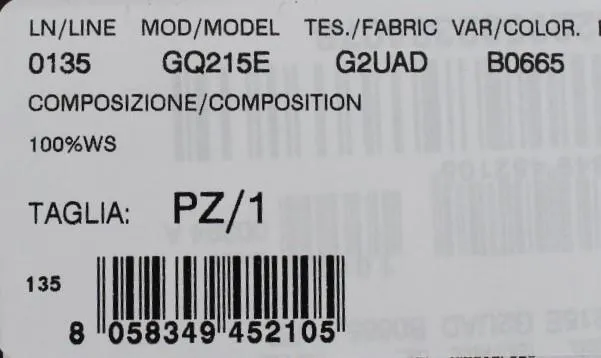 LN/LINE MOD/MODEL TES./FABRIC VAR/COLOR.
0135 GQ215E G2UAD B0665
COMPOSIZIONE/COMPOSITION
100%WS
TAGLIA: PZ/1
135
8 058349 452105